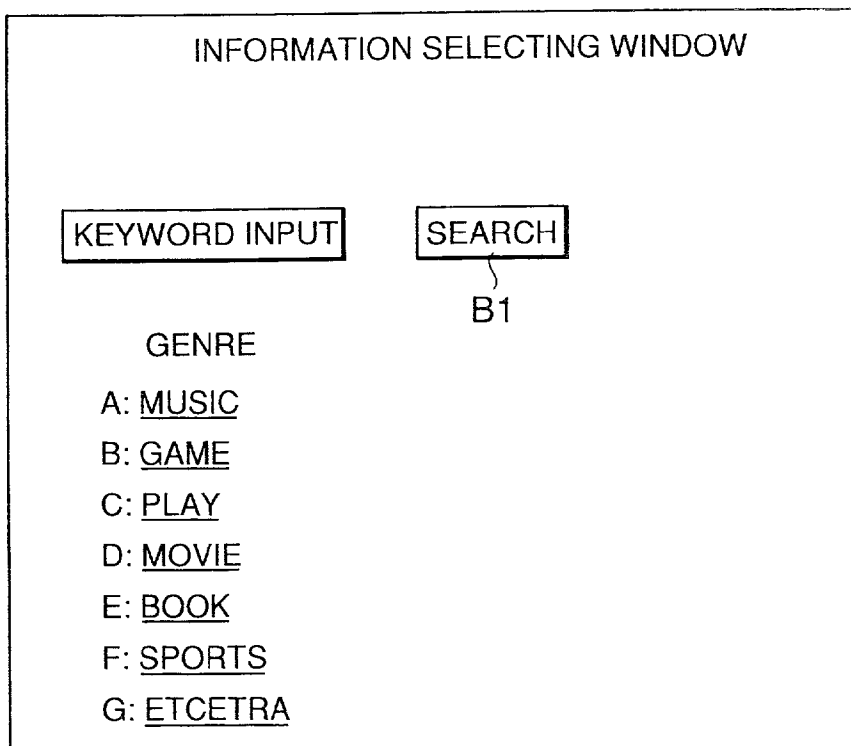 INFORMATION SELECTING WINDOW
KEYWORD INPUT SEARCH
B1
GENRE
A: MUSIC
B: GAME
C: PLAY
D: MOVIE
E: BOOK
F: SPORTS
G: ETCETRA